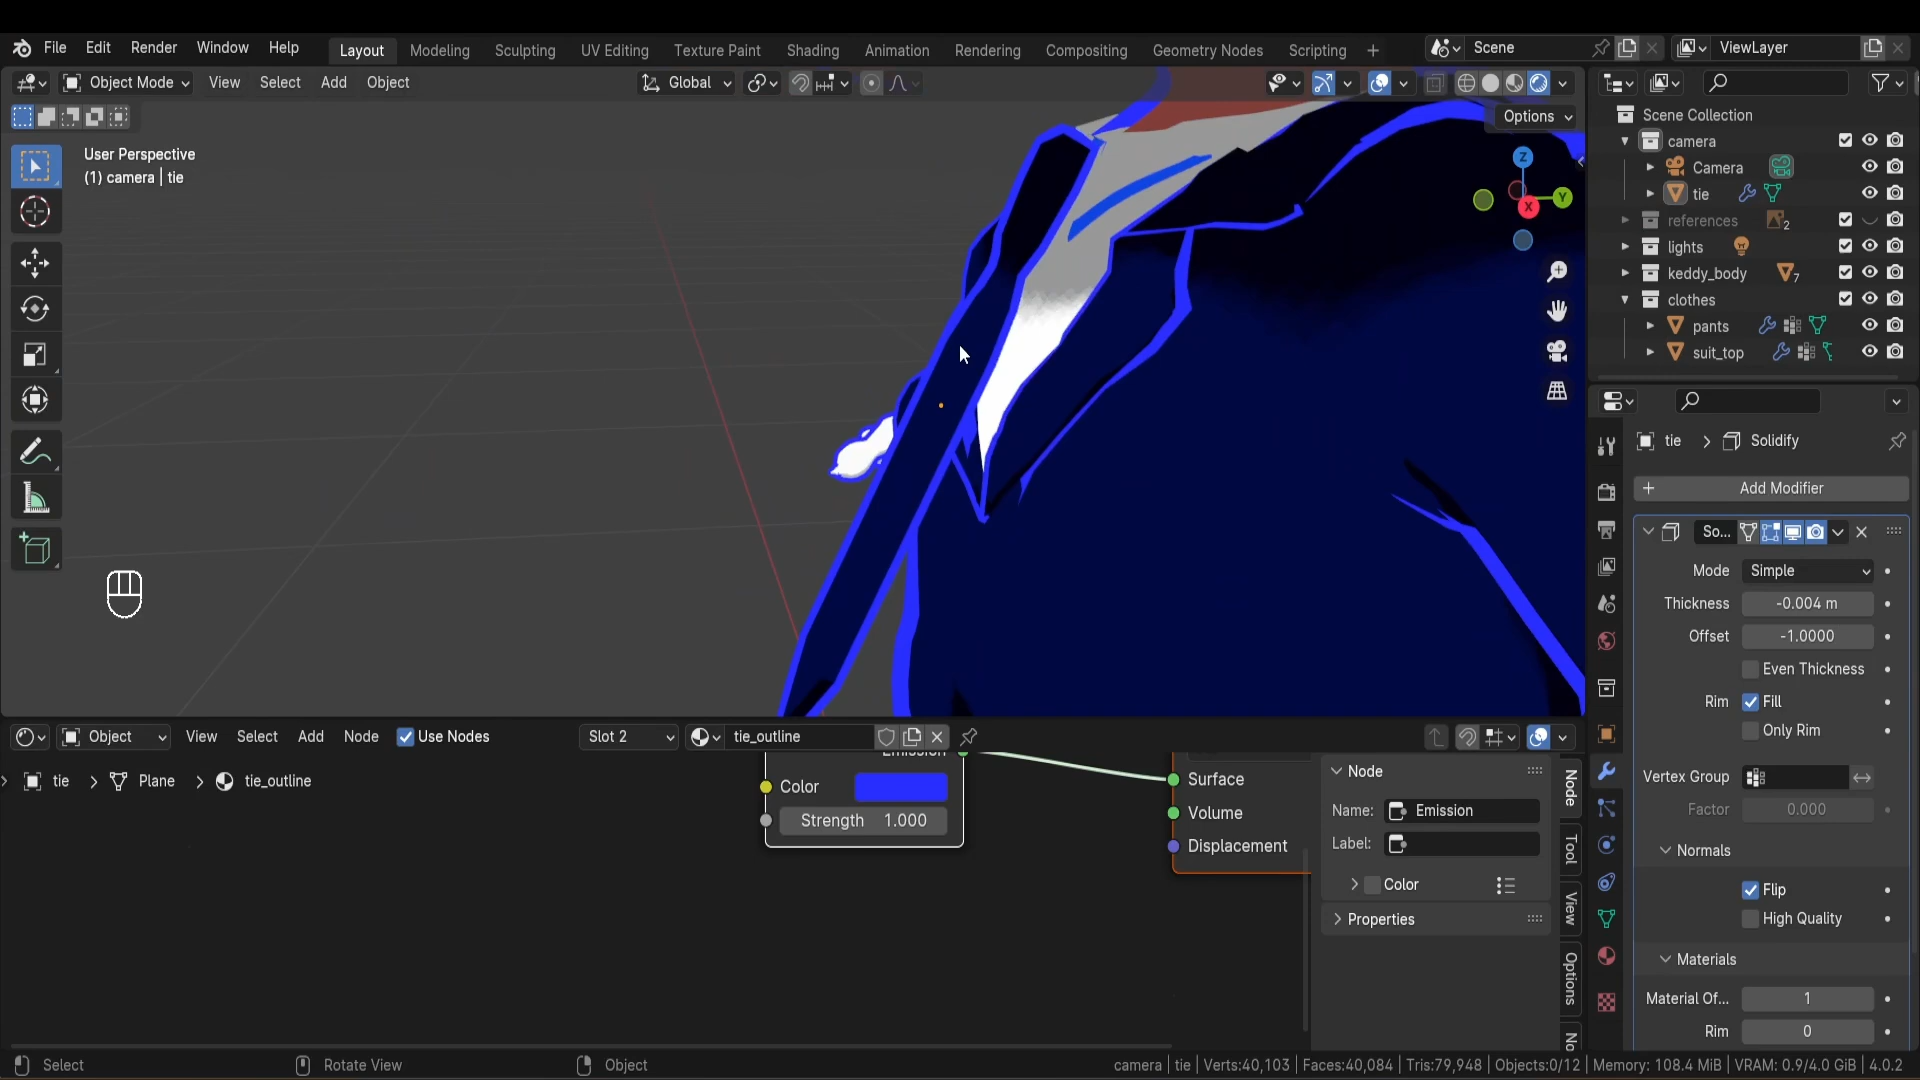 File Edit Render Window Help Layout Modeling Sculpting UV Editing Texture Paint Shading Animation Rendering Compositing Geometry Nodes Scripting + Scene ViewLayer
Object Mode View Select Add Object Global
Options
User Perspective
(1) camera | tie
Z
Y
X
Scene Collection
camera
Camera
tie
references 2
lights
keddy_body 7
clothes
pants
suit_top
tie > Solidify
+ Add Modifier
So...
Mode Simple
Thickness -0.004 m
Offset -1.0000
Even Thickness
Rim Fill
Only Rim
Vertex Group
Factor 0.000
Normals
Flip
High Quality
Materials
Material Of... 1
Rim 0
Object View Select Add Node Use Nodes Slot 2 tie_outline
tie > Plane > tie_outline
Emission
Color
Strength 1.000
Surface
Volume
Displacement
Node
Name: Emission
Label:
Color
Properties
Node
Tool
View
Options
No
Select Rotate View Object camera | tie | Verts:40,103 | Faces:40,084 | Tris:79,948 | Objects:0/12 | Memory: 108.4 MiB | VRAM: 0.9/4.0 GiB | 4.0.2